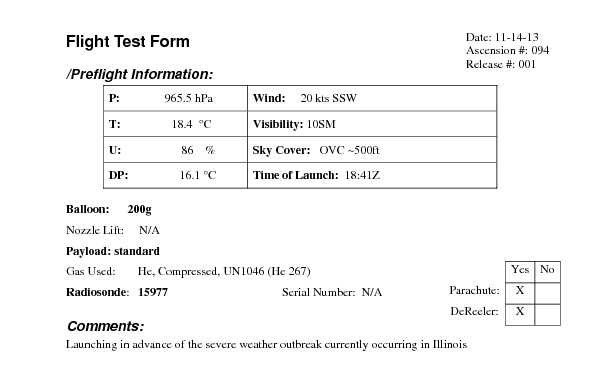 Flight Test Form
Date: 11-14-13
Ascension #: 094
Release #: 001
/Preflight Information:
P: 965.5 hPa Wind: 20 kts SSW
T: 18.4 °C Visibility: 10SM
U: 86 % Sky Cover: OVC ~500ft
DP: 16.1 °C Time of Launch: 18:41Z
Balloon: 200g
Nozzle Lift: N/A
Payload: standard
Gas Used: He, Compressed, UN1046 (He 267)
Yes No
Radiosonde: 15977 Serial Number: N/A
Parachute: X
DeReeler: X
Comments:
Launching in advance of the severe weather outbreak currently occurring in Illinois